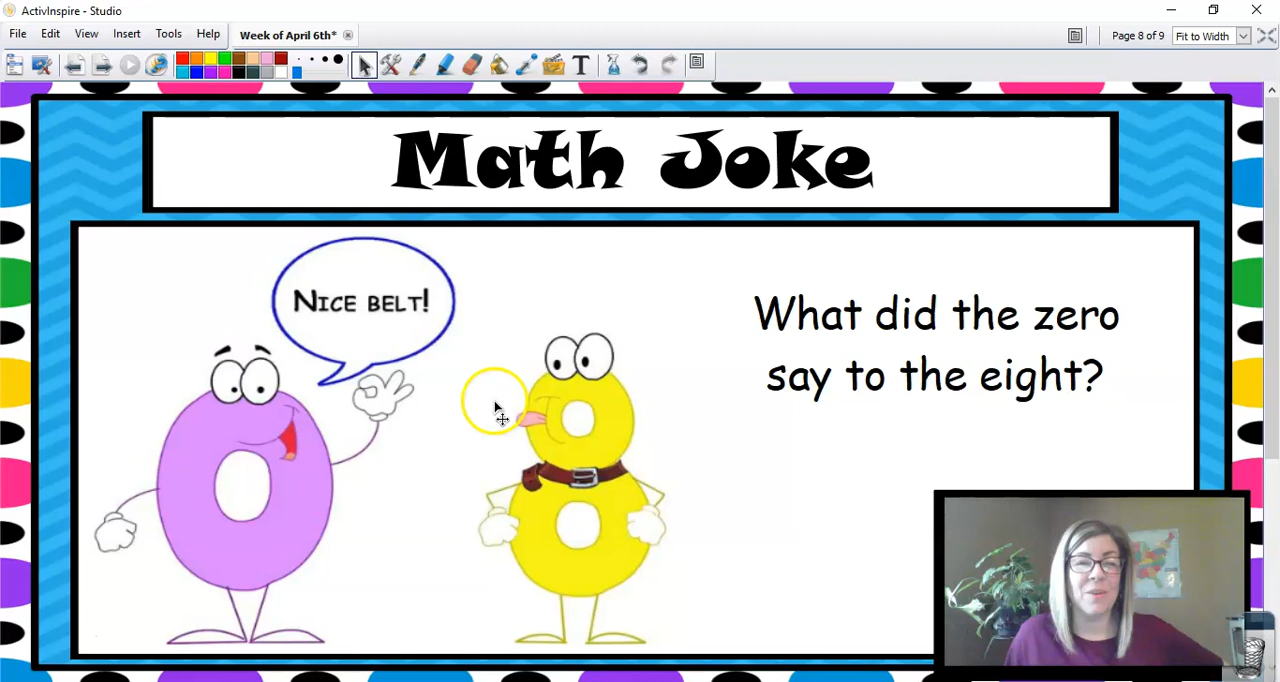 ActivInspire - Studio
File Edit View Insert Tools Help Week of April 6th* Page 8 of 9 Fit to Width
Math Joke
NICE BELT!
What did the zero
say to the eight?